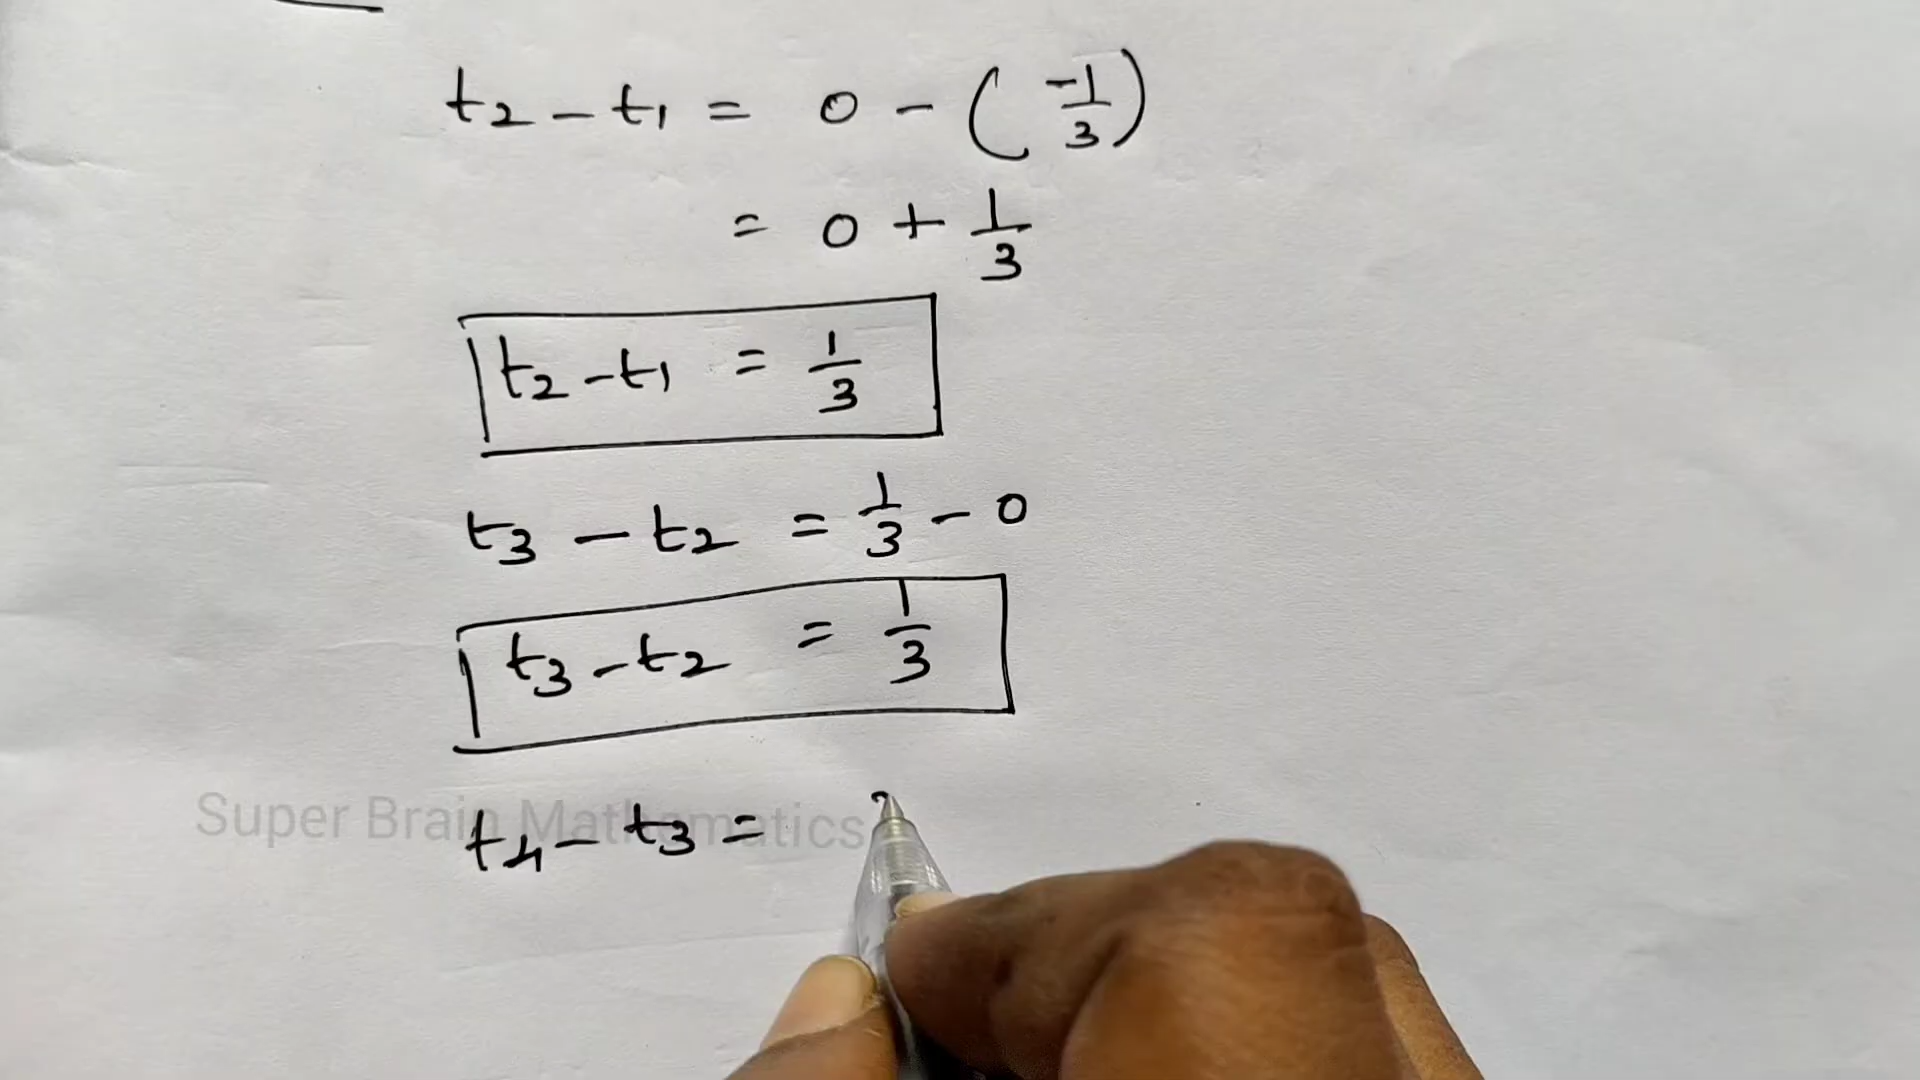 t2 - t1 = 0 - (-1/3)
= 0 + 1/3
t2 - t1 = 1/3
t3 - t2 = 1/3 - 0
t3 - t2 = 1/3
Super Brain Mathematics
t4 - t3 =